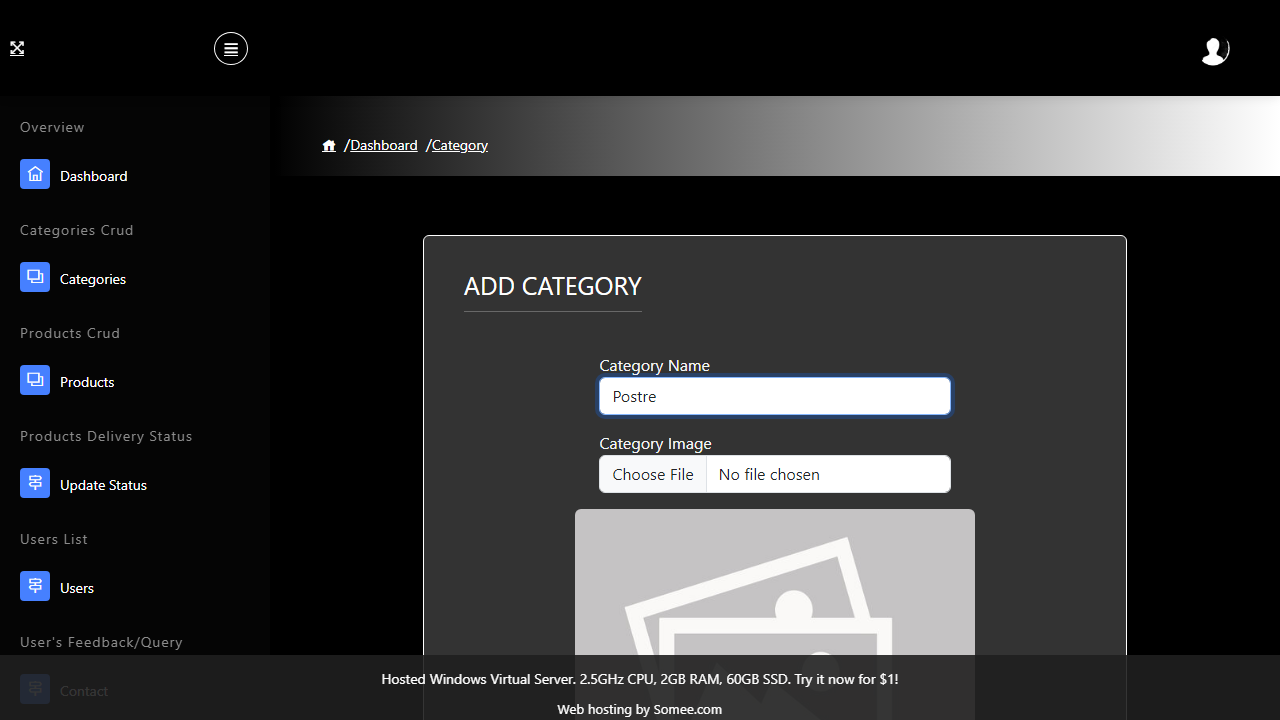 Overview
Dashboard
Categories Crud
Categories
Products Crud
Products
Products Delivery Status
Update Status
Users List
Users
User's Feedback/Query
Contact
/Dashboard /Category
ADD CATEGORY
Category Name
Postre
Category Image
Choose File No file chosen
Hosted Windows Virtual Server. 2.5GHz CPU, 2GB RAM, 60GB SSD. Try it now for $1!
Web hosting by Somee.com